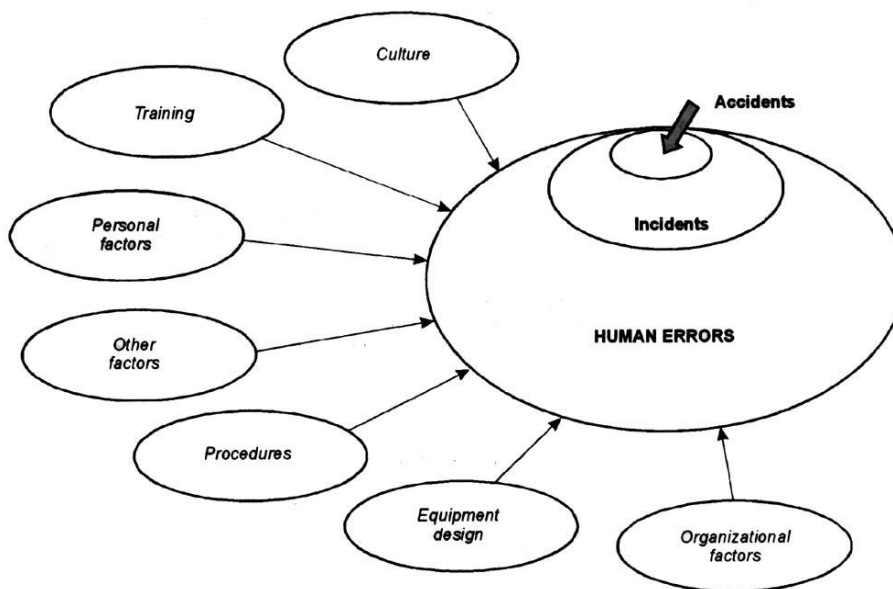 Culture
Training
Accidents
Personal
factors
Incidents
Other
factors
HUMAN ERRORS
Procedures
Equipment
design
Organizational
factors